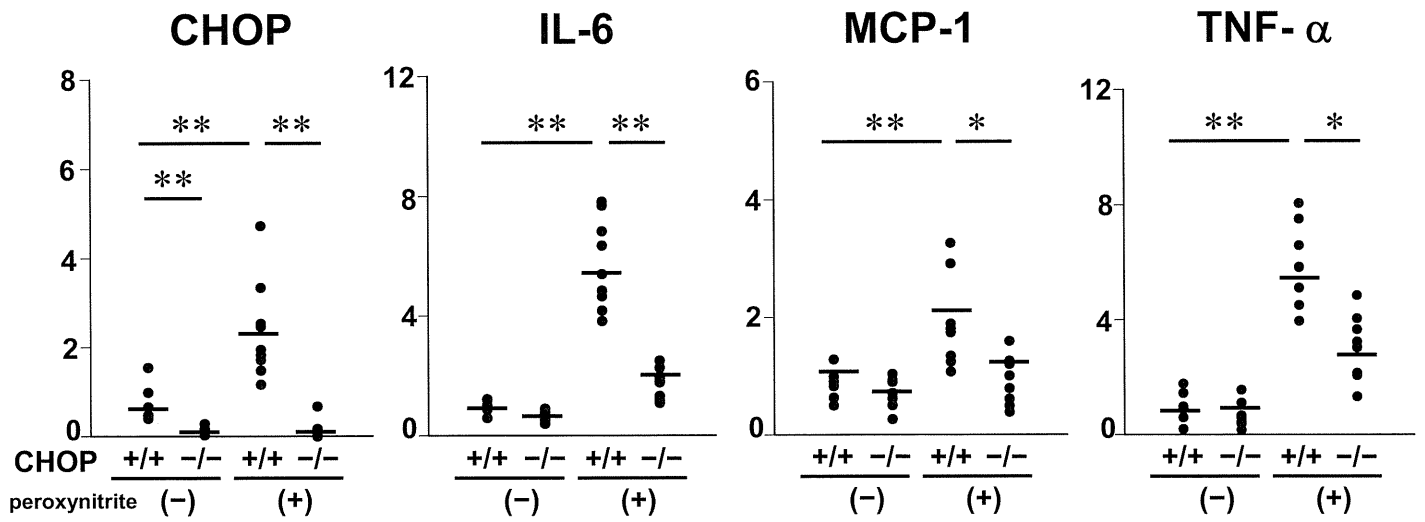 CHOP IL-6 MCP-1 TNF- α
8 12 6 12
** ** ** ** ** * ** *
6
**
8 4 8
4
4 2 4
2
0 0 0 0
CHOP +/+ −/− +/+ −/− +/+ −/− +/+ −/− +/+ −/− +/+ −/− +/+ −/− +/+ −/−
peroxynitrite (−) (+) (−) (+) (−) (+) (−) (+)